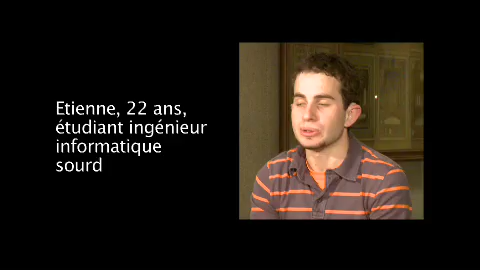 Etienne, 22 ans,
étudiant ingénieur
informatique
sourd